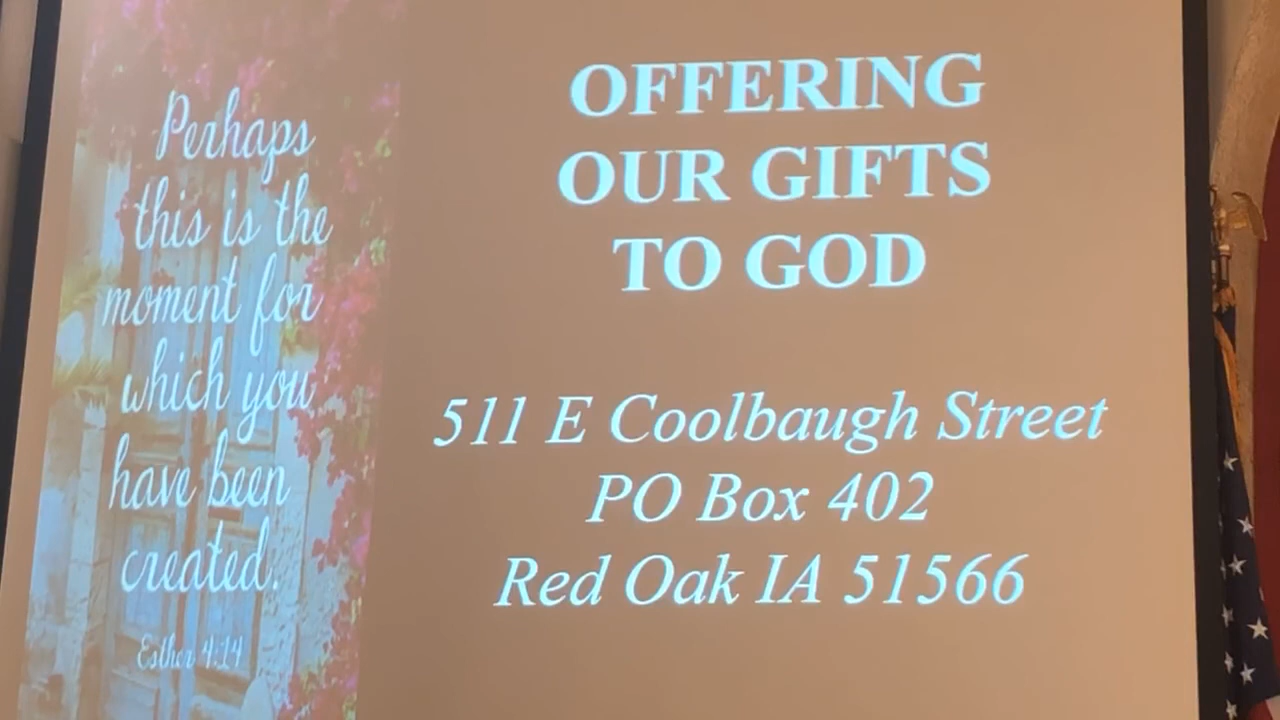 Perhaps
this is the
moment for
which you
have been
created.
Esther 4:14
OFFERING
OUR GIFTS
TO GOD
511 E Coolbaugh Street
PO Box 402
Red Oak IA 51566